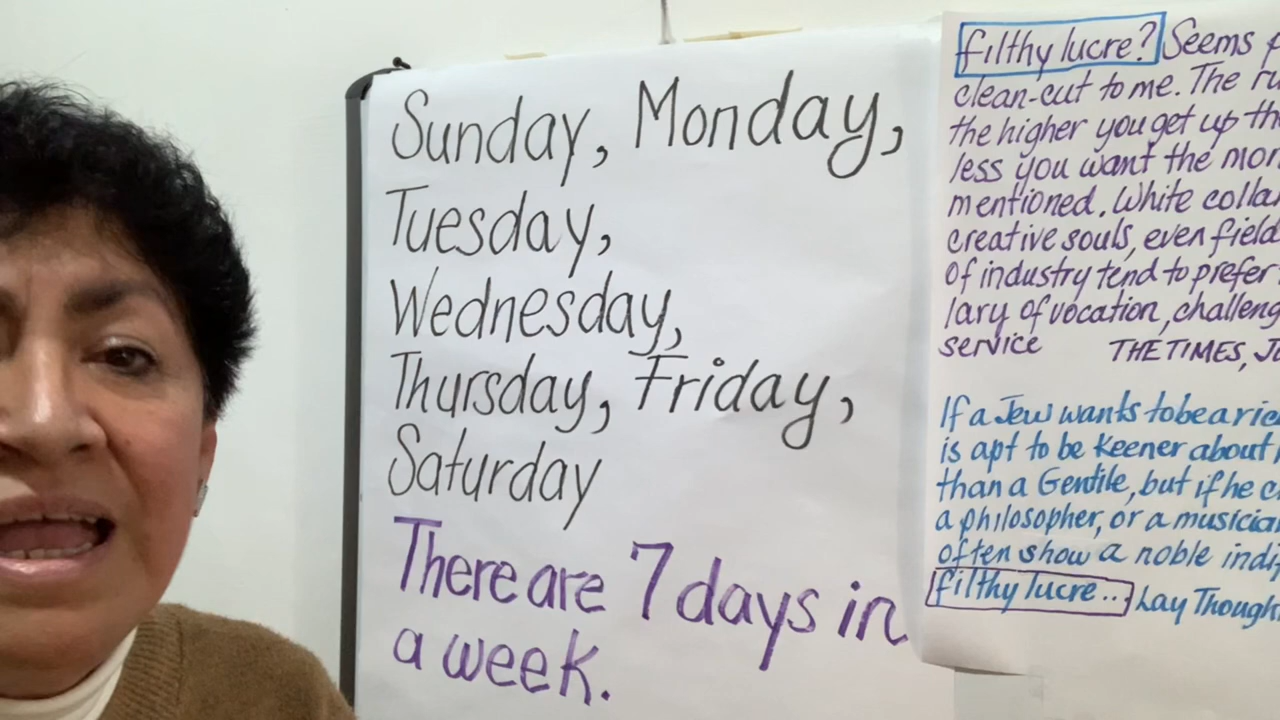 Sunday, Monday,
Tuesday,
Wednesday,
Thursday, Friday,
Saturday
There are 7 days in
a week.
filthy lucre? Seems
clean-cut to me. The
the higher you get up
less you want the
mentioned. White
creative souls, even
of industry tend to prefer
lary of vocation,
service THE TIMES,
If a Jew wants to be a
is apt to be keener about
than a Gentile, but if he
a philosopher, or a
often show a noble
filthy lucre... Lay